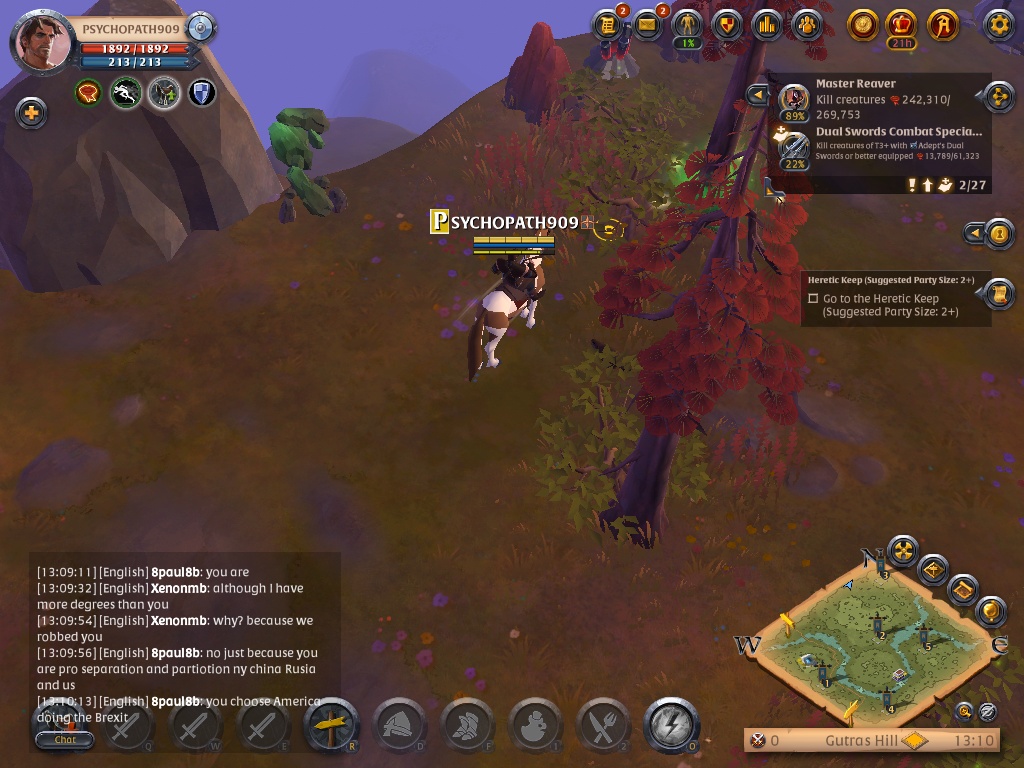 PSYCHOPATH909
1892 / 1892
213 / 213
2
2
1%
21h
Master Reaver
Kill creatures 242,310/
269,753
89%
Dual Swords Combat Specia...
Kill creatures of T3+ with Adept's Dual
Swords or better equipped 13,789/61,323
22%
2/27
PSYCHOPATH909
Heretic Keep (Suggested Party Size: 2+)
Go to the Heretic Keep
(Suggested Party Size: 2+)
[13:09:11] [English] 8paul8b: you are
[13:09:32] [English] Xenonmb: although I have
more degrees than you
[13:09:54] [English] Xenonmb: why? because we
robbed you
[13:09:56] [English] 8paul8b: no just because you
are pro separation and partiotion ny china Rusia
and us
[13:10:13] [English] 8paul8b: you choose America
doing the Brexit
Chat
Q
W
E
R
D
F
1
2
O
N
W
E
3
2
5
1
4
0
Gutras Hill
13:10